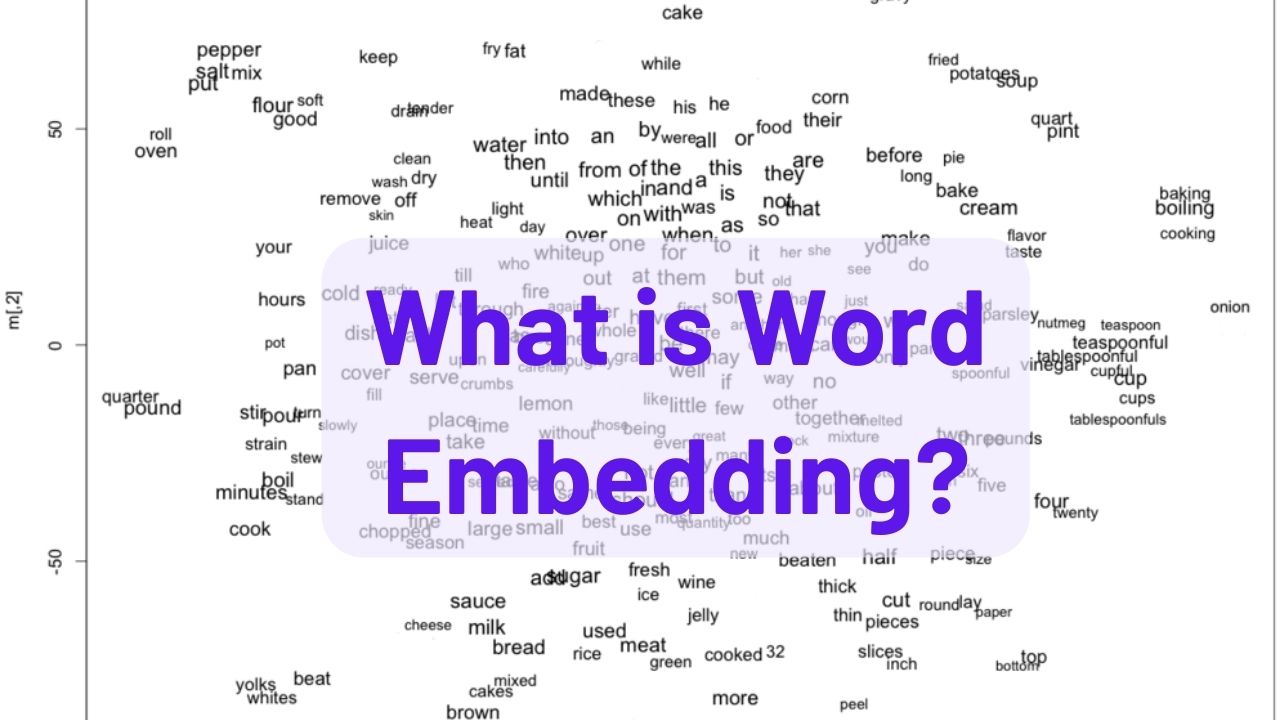 cake
pepper
keep
fry fat
while
fried
salt mix
potatoes
soup
put
made
these
his he
corn
flour soft
drain
tender
good
food
their
quart
pint
roll
oven
water
into
an
by
were
all
or
then
clean
from of the
this
they
are
before
pie
wash
dry
until
long
in
and
a
is
bake
baking
remove
off
which
was
not
that
cream
boiling
skin
light
on
with
as
so
heat
day
over
when
make
flavor
cooking
your
juice
white
up
one
for
to
it
her she
you
taste
who
till
out
at
them
but
old
see
do
hours
cold
ready
fire
again
first
some
just
parsley
onion
nutmeg
teaspoon
What is Word
m[,2]
50
0
-50
pot
whole
teaspoonful
pan
cover
serve
crumbs
carefully
well
may
if
way
no
spoonful
vinegar
tablespoonful
cupful
cup
quarter
pound
fill
lemon
like
little
few
other
cups
stir
pour
turn
slowly
place
time
without
those
being
together
melted
tablespoonfuls
strain
take
ever
great
mixture
two
three
pounds
stew
boil
minutes
stand
Embedding?
six
five
four
twenty
cook
chopped
fine
large
small
best
use
most
quantity
too
season
fruit
much
new
beaten
half
piece
size
add
sugar
fresh
wine
ice
thick
sauce
jelly
cut
round
lay
paper
cheese
milk
used
thin
pieces
bread
rice
meat
green
cooked
32
slices
inch
top
bottom
yolks
whites
beat
mixed
cakes
brown
more
peel